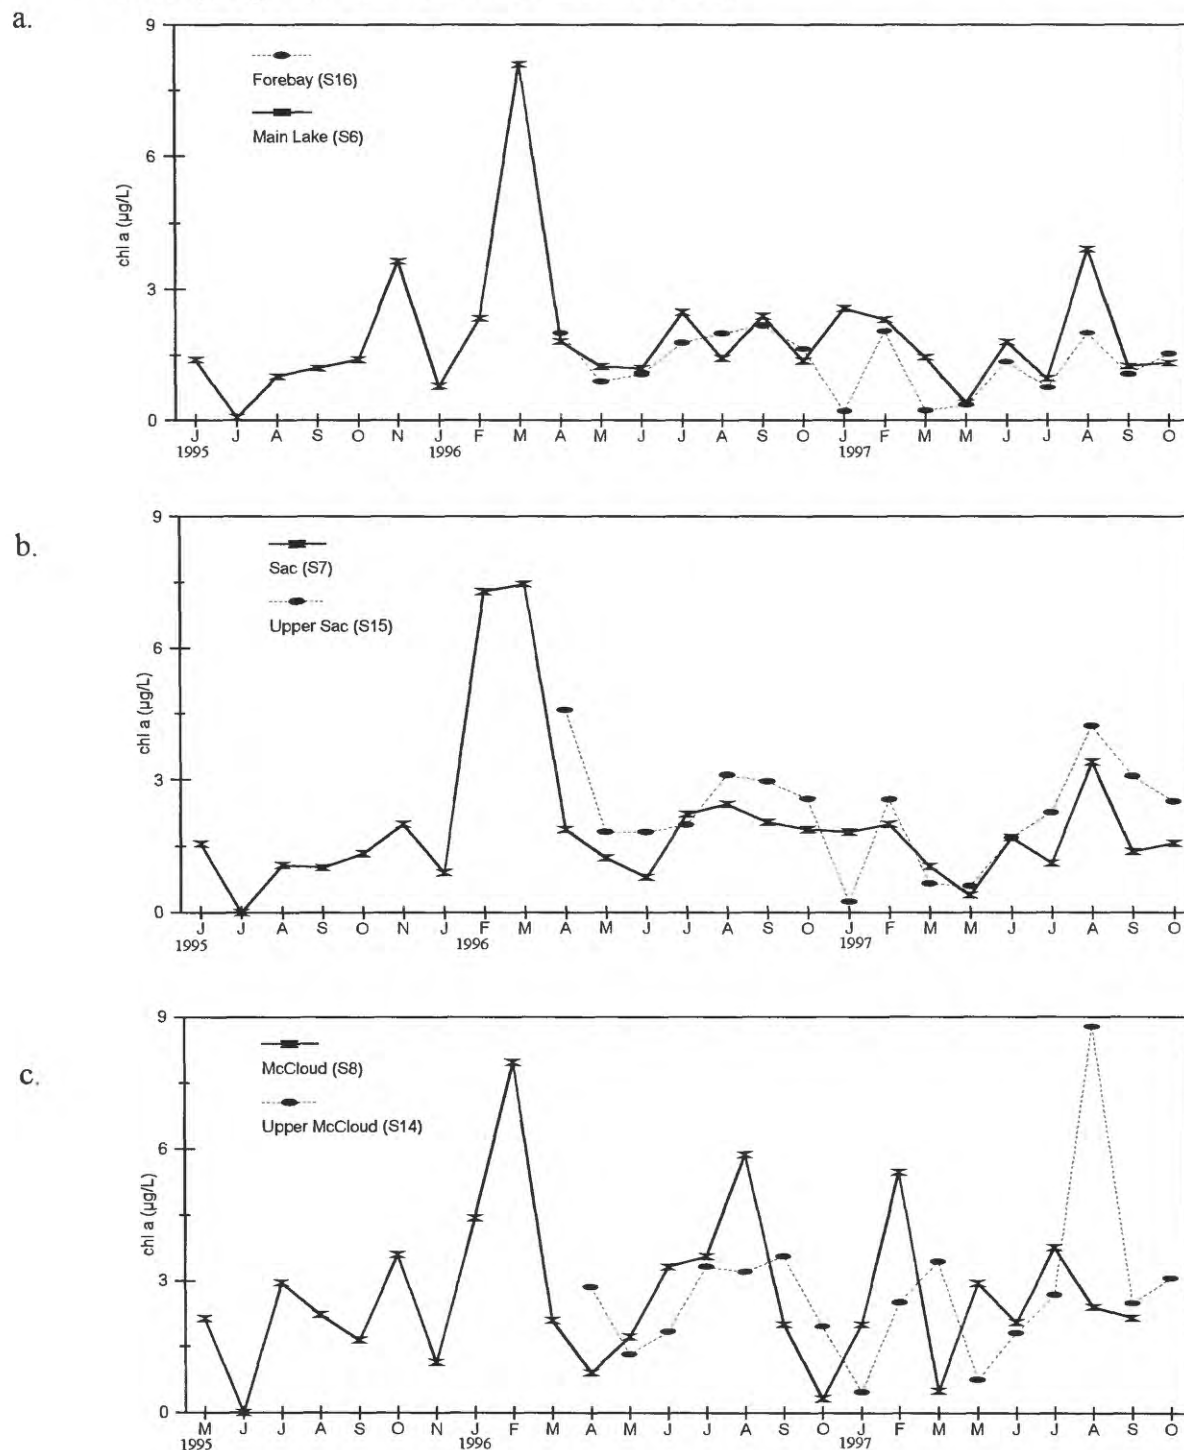 a.
9
6
3
0
chl a (µg/L)
Forebay (S16)
Main Lake (S6)
J J A S O N J F M A M J J A S O J F M M J J A S O
1995 1996 1997
b.
9
6
3
0
chl a (µg/L)
Sac (S7)
Upper Sac (S15)
J J A S O N J F M A M J J A S O J F M M J J A S O
1995 1996 1997
c.
9
6
3
0
chl a (µg/L)
McCloud (S8)
Upper McCloud (S14)
M J J A S O N J F M A M J J A S O J F M M J J A S O
1995 1996 1997